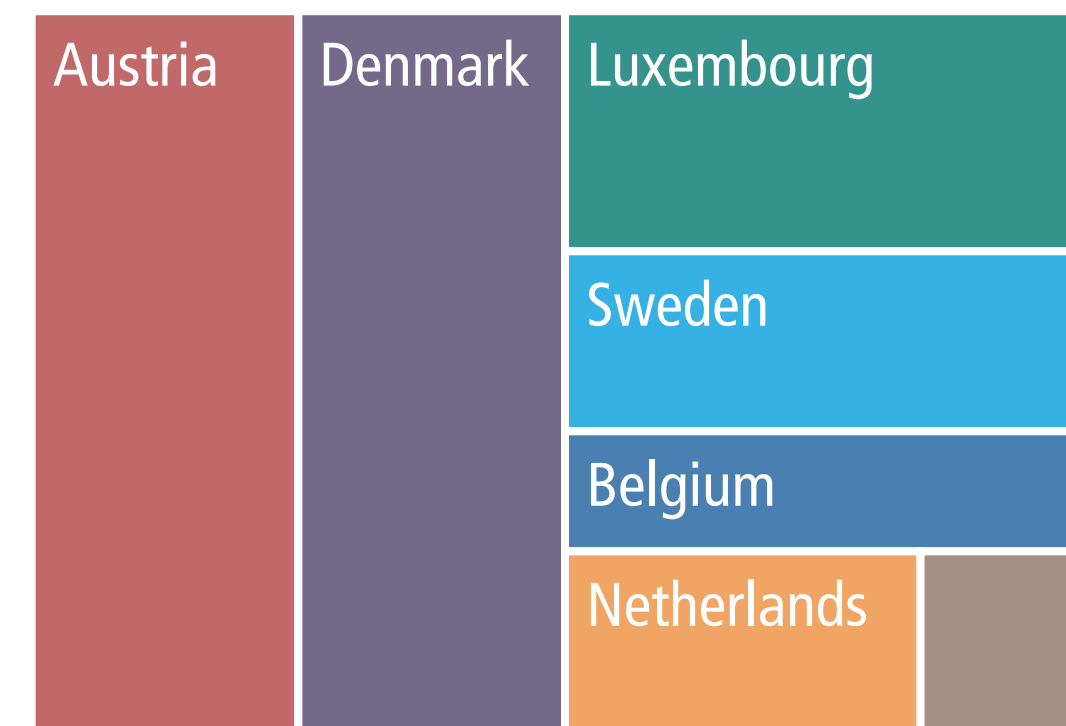 Austria
Denmark
Luxembourg
Sweden
Belgium
Netherlands